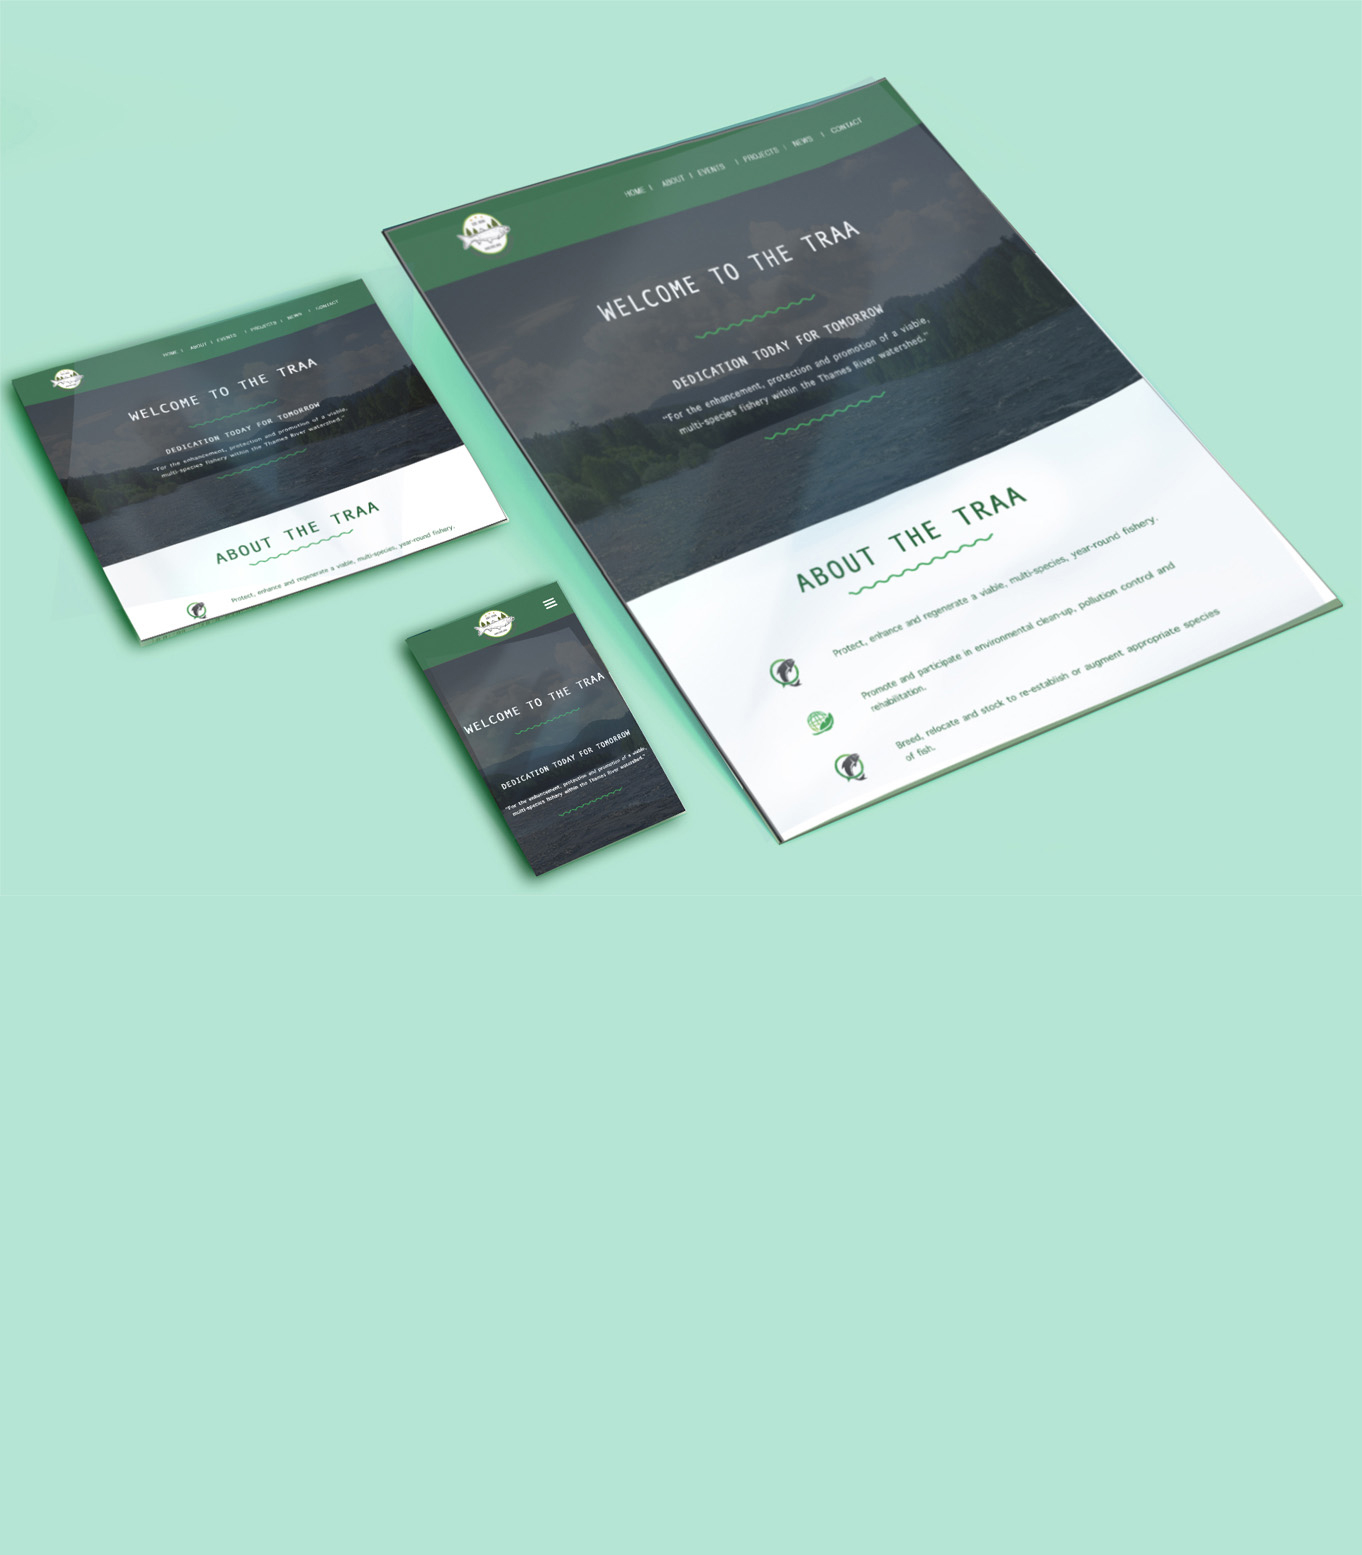 HOME | ABOUT | EVENTS | PROJECTS | NEWS | CONTACT
WELCOME TO THE TRAA
DEDICATION TODAY FOR TOMORROW
"For the enhancement, protection and promotion of a viable,
multi-species fishery within the Thames River watershed."
ABOUT THE TRAA
Protect, enhance and regenerate a viable, multi-species, year-round fishery.
HOME | ABOUT | EVENTS | PROJECTS | NEWS | CONTACT
WELCOME TO THE TRAA
DEDICATION TODAY FOR TOMORROW
"For the enhancement, protection and promotion of a viable,
multi-species fishery within the Thames River watershed."
ABOUT THE TRAA
Protect, enhance and regenerate a viable, multi-species, year-round fishery.
Promote and participate in environmental clean-up, pollution control and
rehabilitation.
Breed, relocate and stock to re-establish or augment appropriate species
of fish.
WELCOME TO THE TRAA
DEDICATION TODAY FOR TOMORROW
"For the enhancement, protection and promotion of a viable,
multi-species fishery within the Thames River watershed."